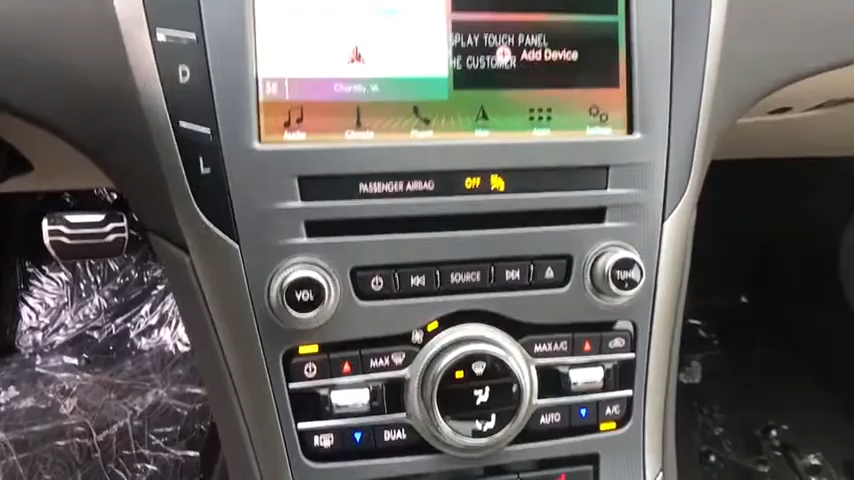 SPLAY TOUCH PANEL
HE CUSTOMER
Add Device
Chantilly, VA
D
L
Audio Climate Phone Nav Apps Settings
PASSENGER AIRBAG OFF
VOL
SOURCE
TUNE
MAX
MAX A/C
R
DUAL
AUTO
A/C